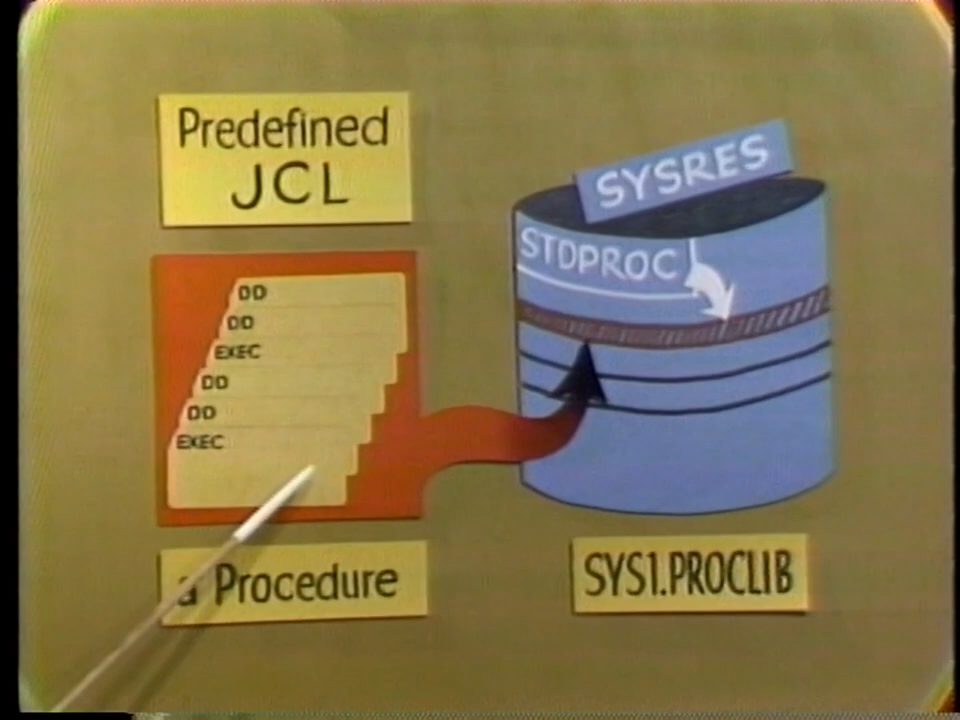 Predefined
JCL
DD
DD
EXEC
DD
DD
EXEC
a Procedure
SYSRES
STDPROC
SYS1.PROCLIB